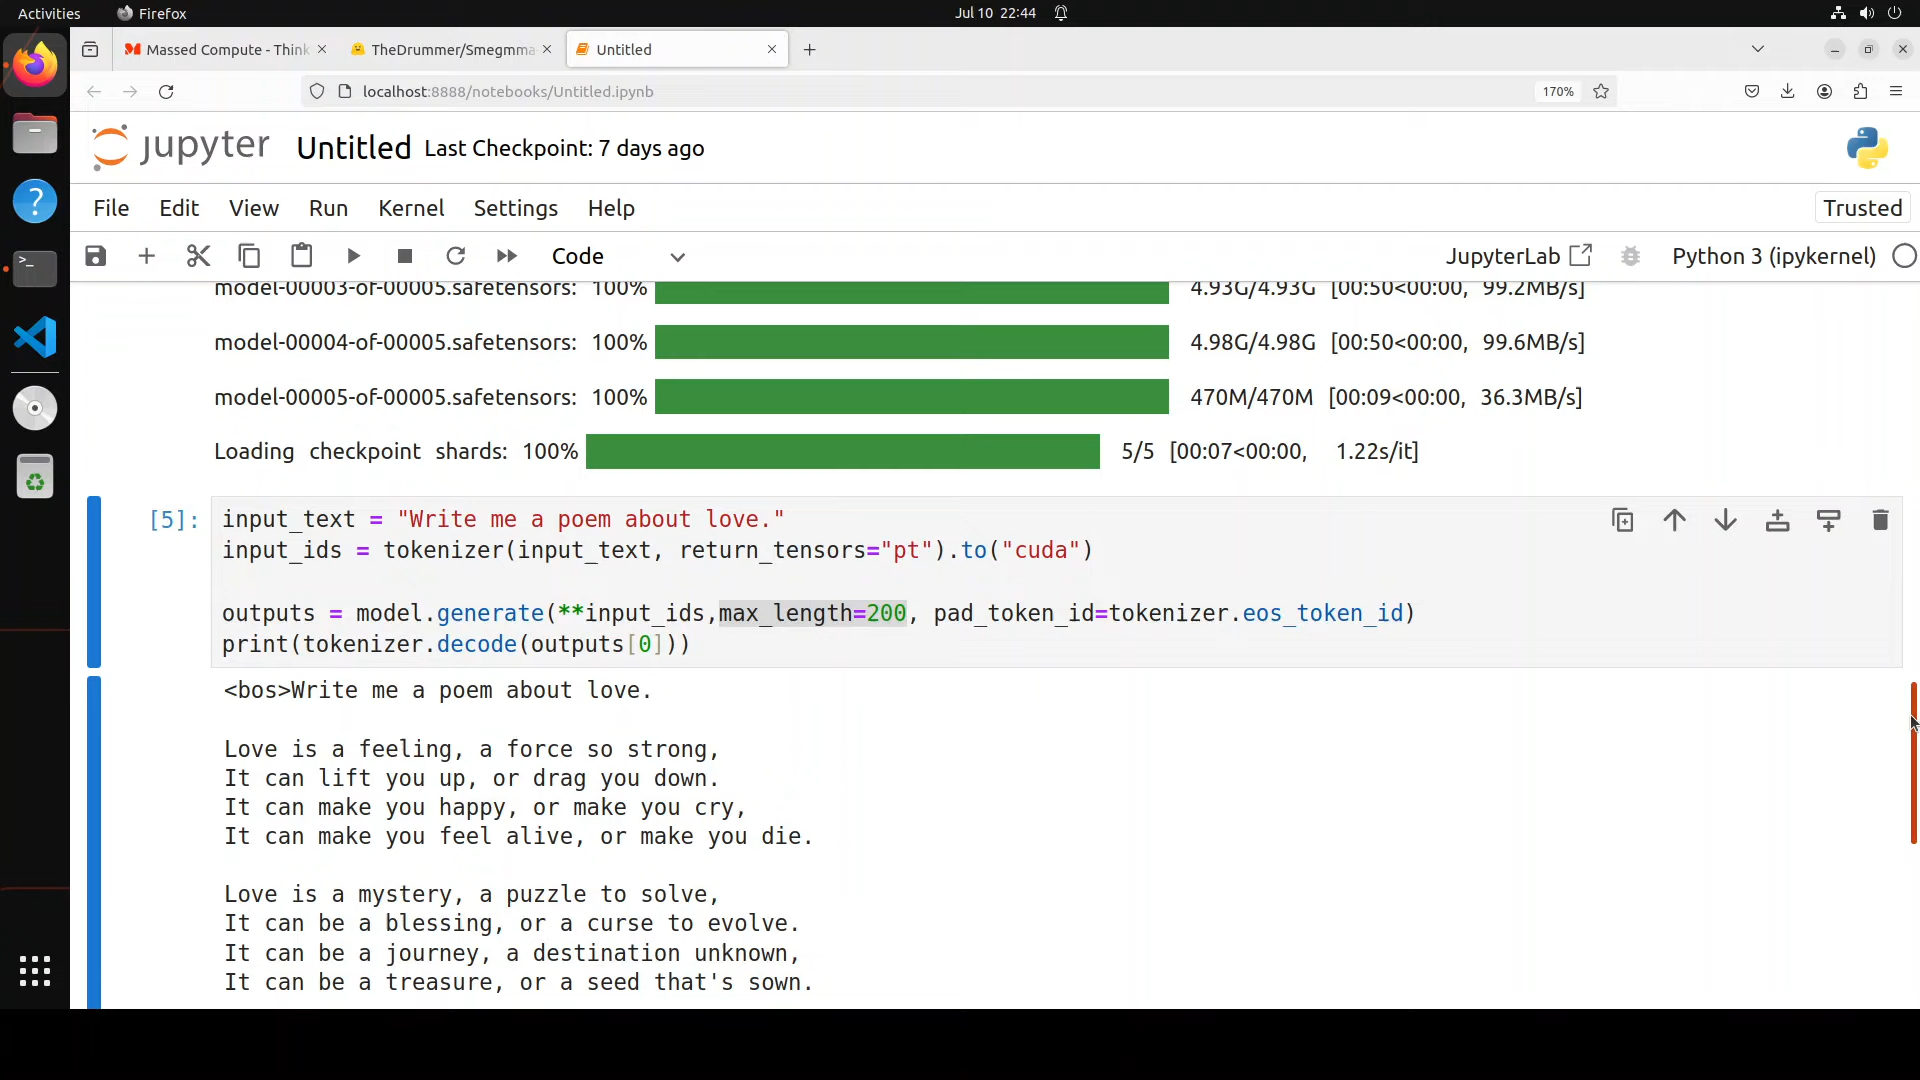 Activities Firefox Jul 10 22:44
Massed Compute - Think TheDrummer/Smegmma Untitled
localhost:8888/notebooks/Untitled.ipynb 170%
jupyter Untitled Last Checkpoint: 7 days ago
File Edit View Run Kernel Settings Help Trusted
Code JupyterLab Python 3 (ipykernel)
model-00003-of-00005.safetensors: 100% 4.93G/4.93G [00:50<00:00, 99.2MB/s]
model-00004-of-00005.safetensors: 100% 4.98G/4.98G [00:50<00:00, 99.6MB/s]
model-00005-of-00005.safetensors: 100% 470M/470M [00:09<00:00, 36.3MB/s]
Loading checkpoint shards: 100% 5/5 [00:07<00:00, 1.22s/it]
[5]: input_text = "Write me a poem about love."
input_ids = tokenizer(input_text, return_tensors="pt").to("cuda")
outputs = model.generate(**input_ids,max_length=200, pad_token_id=tokenizer.eos_token_id)
print(tokenizer.decode(outputs[0]))
<bos>Write me a poem about love.
Love is a feeling, a force so strong,
It can lift you up, or drag you down.
It can make you happy, or make you cry,
It can make you feel alive, or make you die.
Love is a mystery, a puzzle to solve,
It can be a blessing, or a curse to evolve.
It can be a journey, a destination unknown,
It can be a treasure, or a seed that's sown.